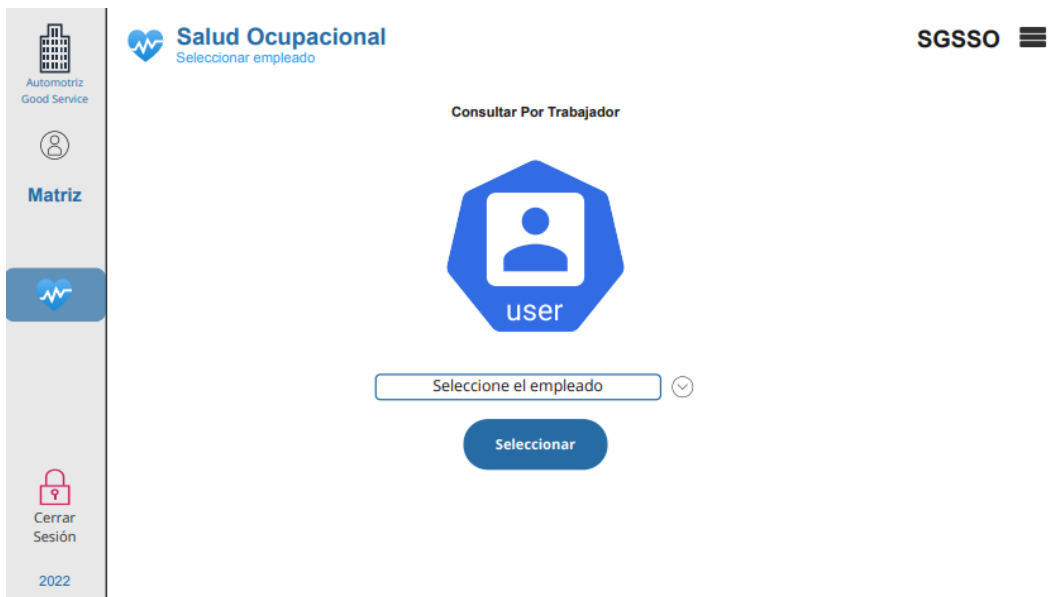 Automotriz
Good Service
Matriz
Cerrar
Sesión
2022
Salud Ocupacional
Seleccionar empleado
SGSSO
Consultar Por Trabajador
user
Seleccione el empleado
Seleccionar